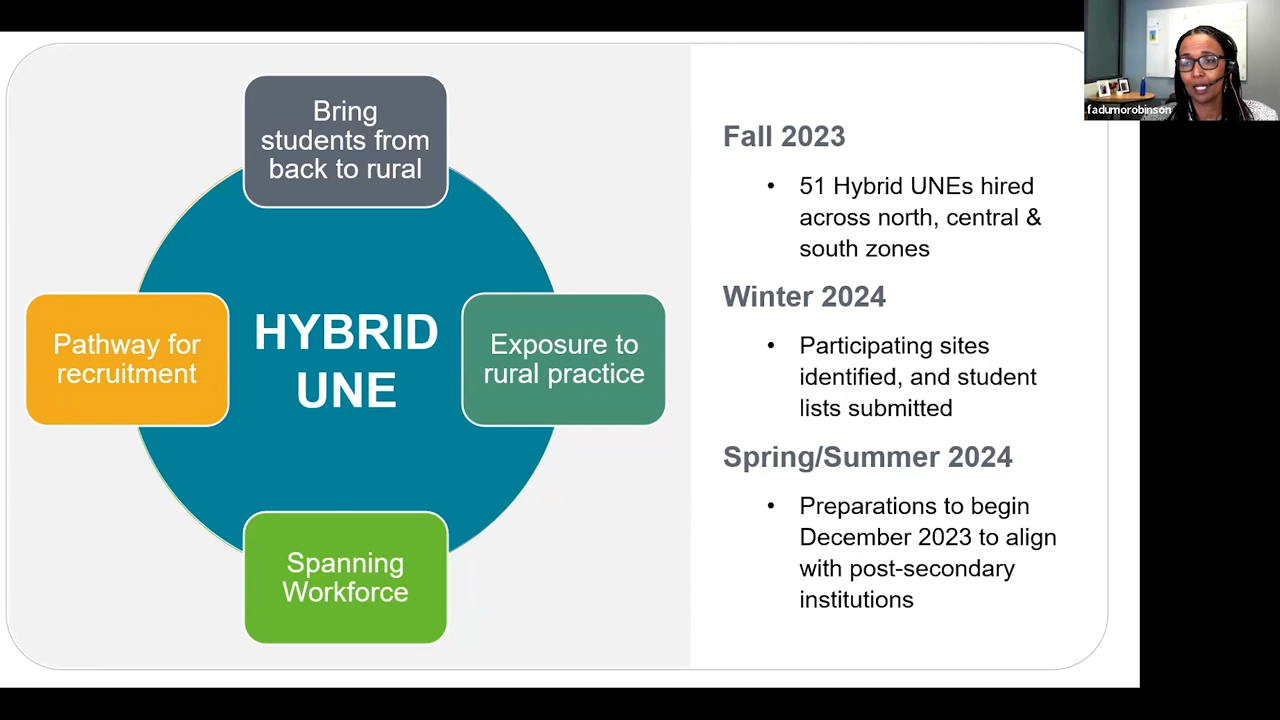 Bring
students from
back to rural
Pathway for
recruitment
HYBRID
UNE
Exposure to
rural practice
Spanning
Workforce
Fall 2023
• 51 Hybrid UNEs hired
across north, central &
south zones
Winter 2024
• Participating sites
identified, and student
lists submitted
Spring/Summer 2024
• Preparations to begin
December 2023 to align
with post-secondary
institutions
fadumorobinson